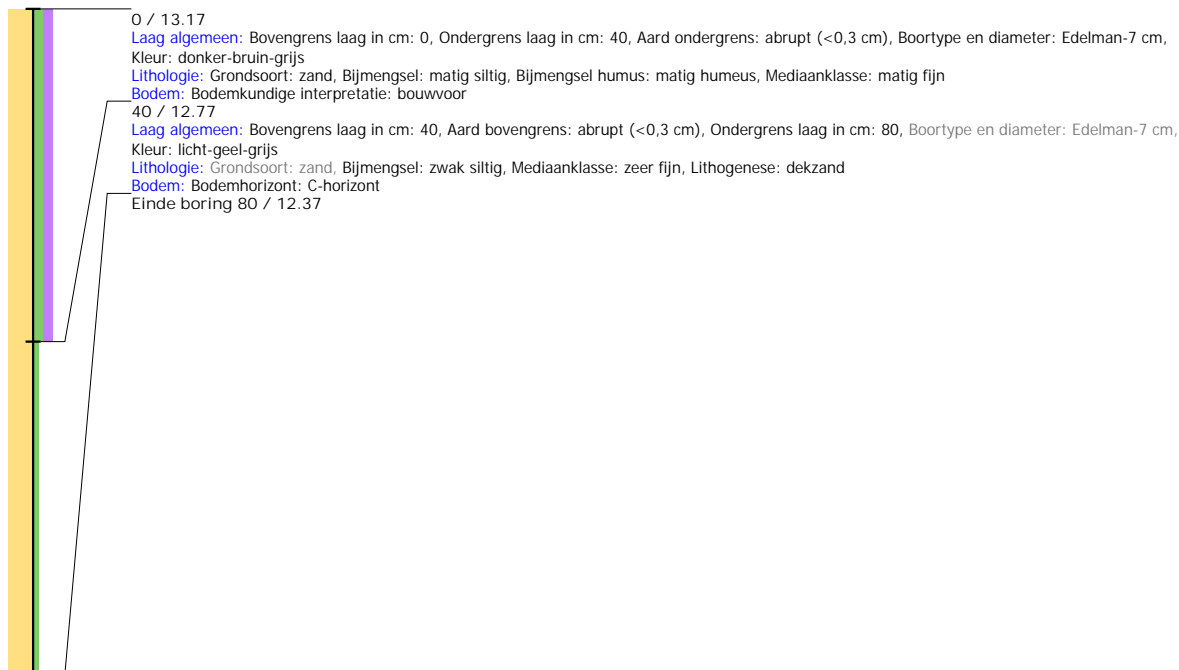 0 / 13.17
Laag algemeen: Bovengrens laag in cm: 0, Ondergrens laag in cm: 40, Aard ondergrens: abrupt (<0,3 cm), Boortype en diameter: Edelman-7 cm,
Kleur: donker-bruin-grijs
Lithologie: Grondsoort: zand, Bijmengsel: matig siltig, Bijmengsel humus: matig humeus, Mediaanklasse: matig fijn
Bodem: Bodemkundige interpretatie: bouwvoor
40 / 12.77
Laag algemeen: Bovengrens laag in cm: 40, Aard bovengrens: abrupt (<0,3 cm), Ondergrens laag in cm: 80, Boortype en diameter: Edelman-7 cm,
Kleur: licht-geel-grijs
Lithologie: Grondsoort: zand, Bijmengsel: zwak siltig, Mediaanklasse: zeer fijn, Lithogenese: dekzand
Bodem: Bodemhorizont: C-horizont
Einde boring 80 / 12.37